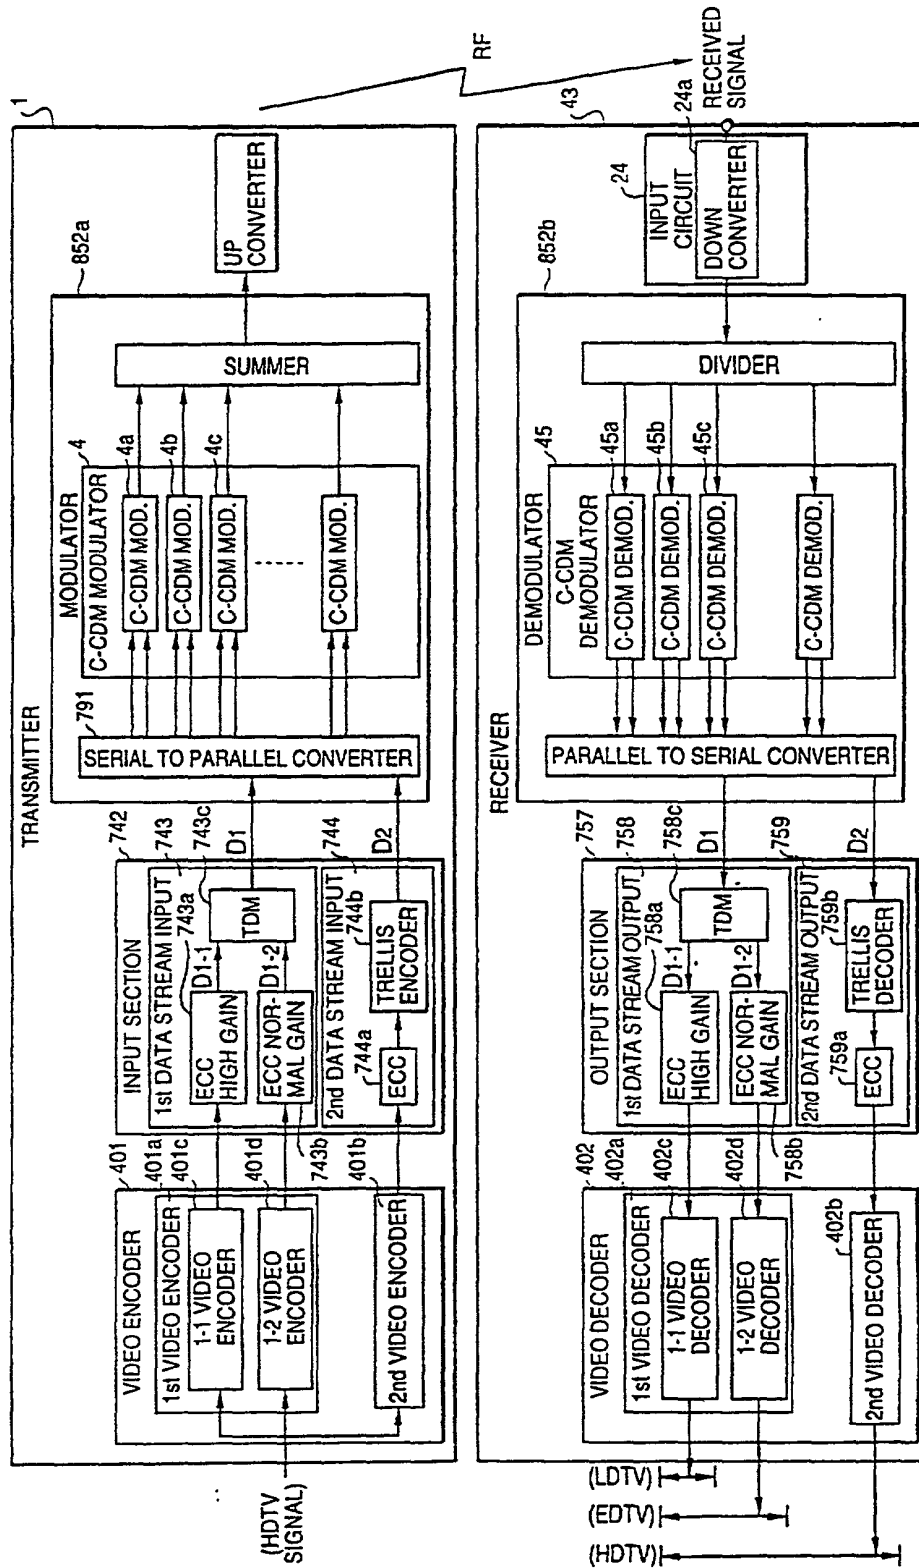 TRANSMITTER
1
VIDEO ENCODER
401
1st VIDEO ENCODER
401a
401c
1-1 VIDEO
ENCODER
401d
1-2 VIDEO
ENCODER
401b
2nd VIDEO ENCODER
(HDTV
SIGNAL)
INPUT SECTION
742
1st DATA STREAM INPUT
743
743a
743c
ECC
HIGH GAIN
D1-1
TDM
ECC NOR-
MAL GAIN
D1-2
743b
2nd DATA STREAM INPUT
744
744a
744b
ECC
TRELLIS
ENCODER
D1
D2
791
SERIAL TO PARALLEL CONVERTER
MODULATOR
852a
C-CDM MODULATOR
4
4a
C-CDM MOD.
4b
C-CDM MOD.
4c
C-CDM MOD.
C-CDM MOD.
SUMMER
UP
CONVERTER
RF
RECEIVER
43
RECEIVED
SIGNAL
INPUT
CIRCUIT
24
24a
DOWN
CONVERTER
852b
DIVIDER
DEMODULATOR
C-CDM
DEMODULATOR
45
45a
C-CDM DEMOD.
45b
C-CDM DEMOD.
45c
C-CDM DEMOD.
C-CDM DEMOD.
PARALLEL TO SERIAL CONVERTER
D1
D2
OUTPUT SECTION
757
1st DATA STREAM OUTPUT
758
758a
758c
ECC
HIGH GAIN
D1-1
TDM
ECC NOR-
MAL GAIN
D1-2
758b
2nd DATA STREAM OUTPUT
759
759a
759b
ECC
TRELLIS
DECODER
VIDEO DECODER
402
1st VIDEO DECODER
402a
402c
1-1 VIDEO
DECODER
402d
1-2 VIDEO
DECODER
402b
2nd VIDEO DECODER
(LDTV)
(EDTV)
(HDTV)